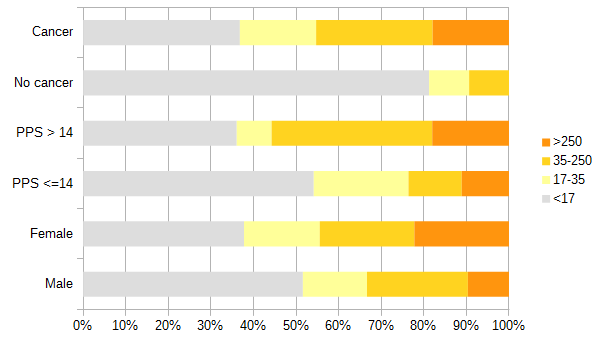 Cancer
No cancer
PPS > 14
PPS <=14
Female
Male
0% 10% 20% 30% 40% 50% 60% 70% 80% 90% 100%
>250
35-250
17-35
<17